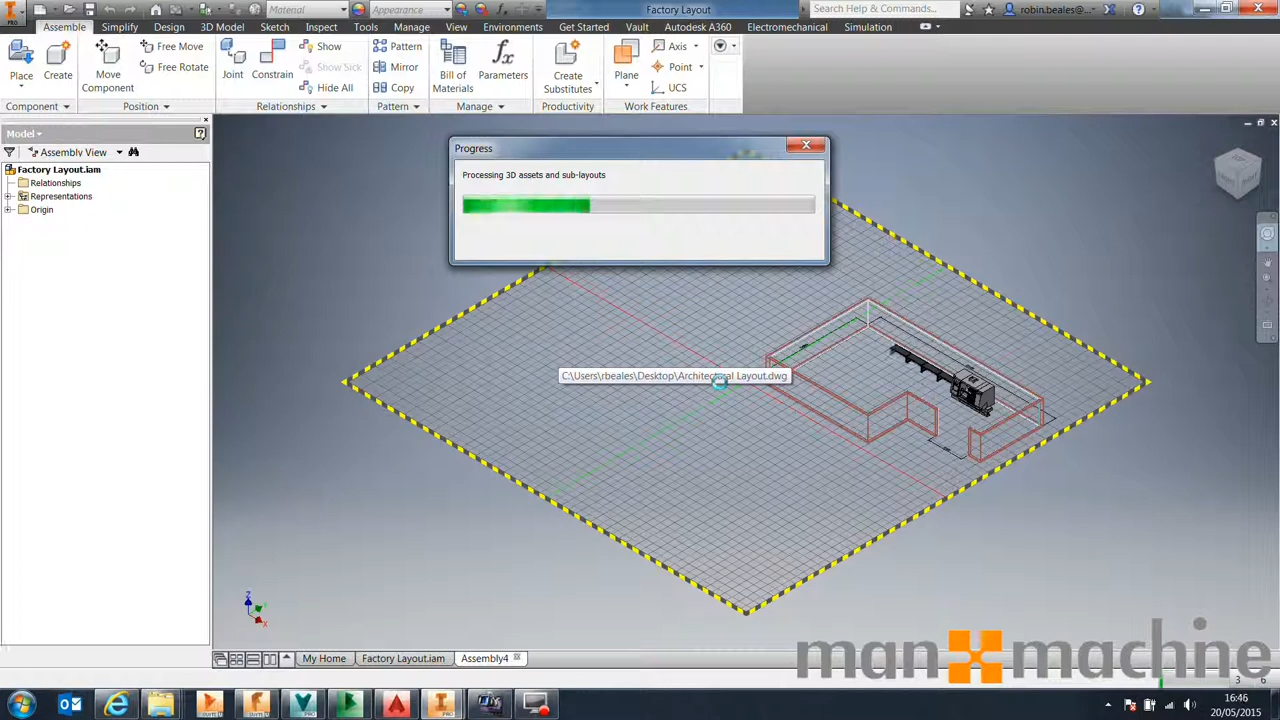 Material
Appearance
Factory Layout
Search Help & Commands...
robin.beales@...
PRO
Assemble Simplify Design 3D Model Sketch Inspect Tools Manage View Environments Get Started Vault Autodesk A360 Electromechanical Simulation
Place
Create
Move
Component
Free Move
Free Rotate
Joint
Constrain
Show
Show Sick
Hide All
Pattern
Mirror
Copy
Bill of
Materials
Parameters
Create
Substitutes
Plane
Axis
Point
UCS
Component Position Relationships Pattern Manage Productivity Work Features
Model
Assembly View
Factory Layout.iam
Relationships
Representations
Origin
Progress
Processing 3D assets and sub-layouts
C:\Users\rbeales\Desktop\Architectural Layout.dwg
Z
X
My Home Factory Layout.iam Assembly4
man machine
3 6
16:46
20/05/2015